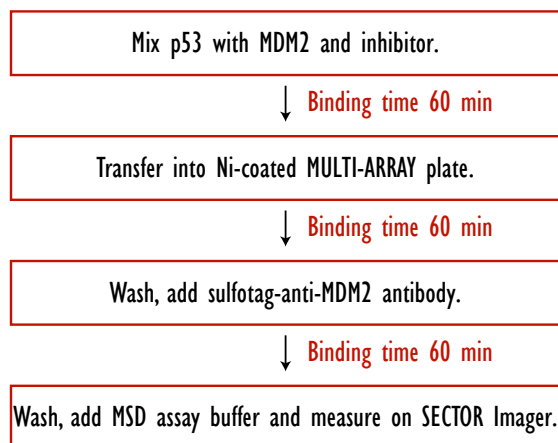 Mix p53 with MDM2 and inhibitor.
Binding time 60 min
Transfer into Ni-coated MULTI-ARRAY plate.
Binding time 60 min
Wash, add sulfotag-anti-MDM2 antibody.
Binding time 60 min
Wash, add MSD assay buffer and measure on SECTOR Imager.